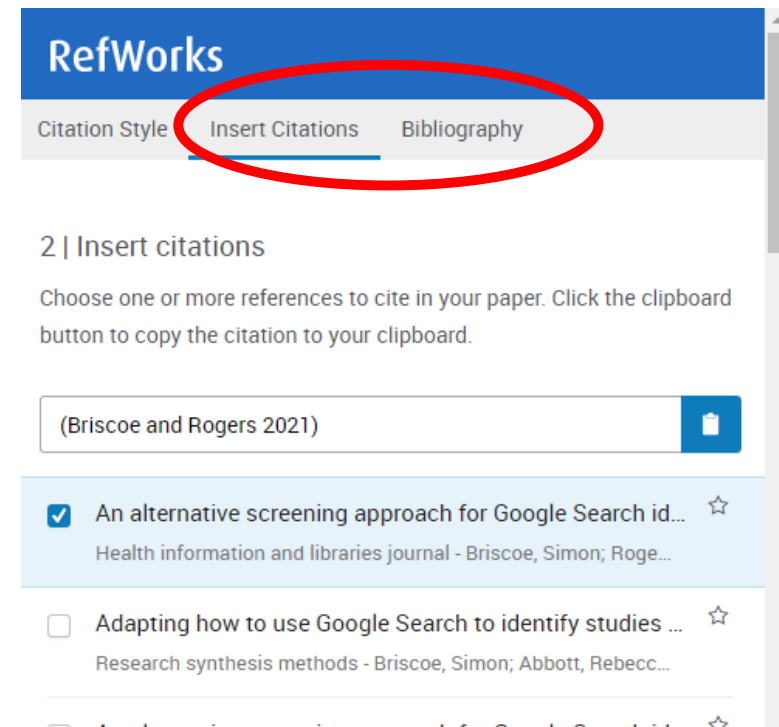 RefWorks
Citation Style Insert Citations Bibliography
2 | Insert citations
Choose one or more references to cite in your paper. Click the clipboard
button to copy the citation to your clipboard.
(Briscoe and Rogers 2021)
An alternative screening approach for Google Search id...
Health information and libraries journal - Briscoe, Simon; Roge...
Adapting how to use Google Search to identify studies ...
Research synthesis methods - Briscoe, Simon; Abbott, Rebecc...